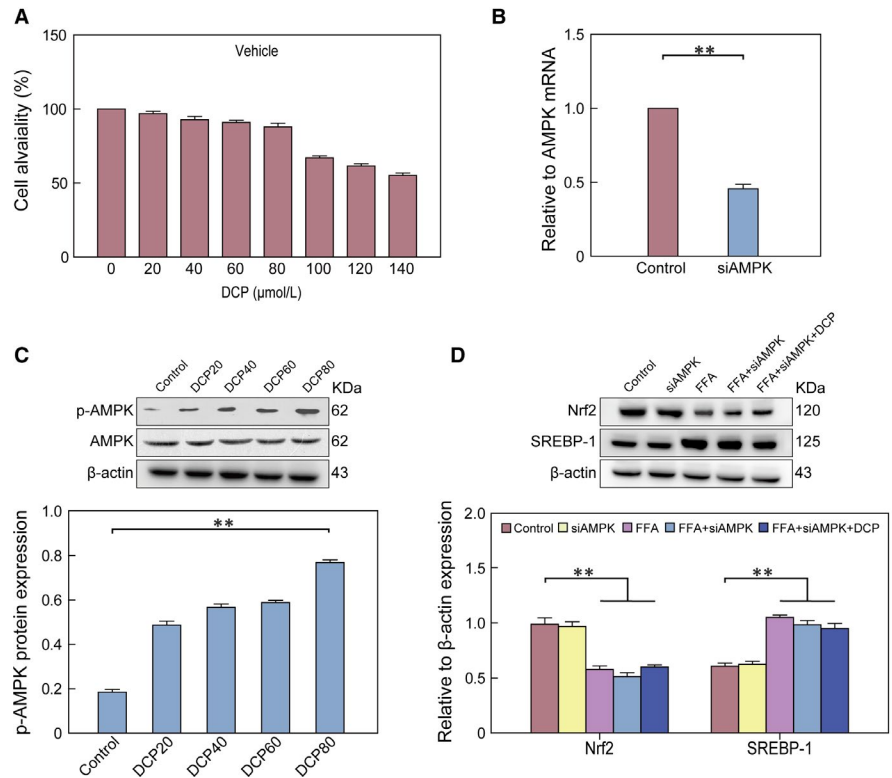 A
Vehicle
Cell alvaiality (%)
150
100
50
0
0 20 40 60 80 100 120 140
DCP (μmol/L)
B
Relative to AMPK mRNA
1.5
1.0
0.5
0
Control siAMPK
**
C
Control DCP20 DCP40 DCP60 DCP80
KDa
p-AMPK 62
AMPK 62
β-actin 43
p-AMPK protein expression
1.0
0.8
0.6
0.4
0.2
0
**
Control DCP20 DCP40 DCP60 DCP80
D
Control siAMPK FFA FFA+siAMPK FFA+siAMPK+DCP
KDa
Nrf2 120
SREBP-1 125
β-actin 43
Relative to β-actin expression
2.0
1.5
1.0
0.5
0
Control siAMPK FFA FFA+siAMPK FFA+siAMPK+DCP
** **
Nrf2 SREBP-1